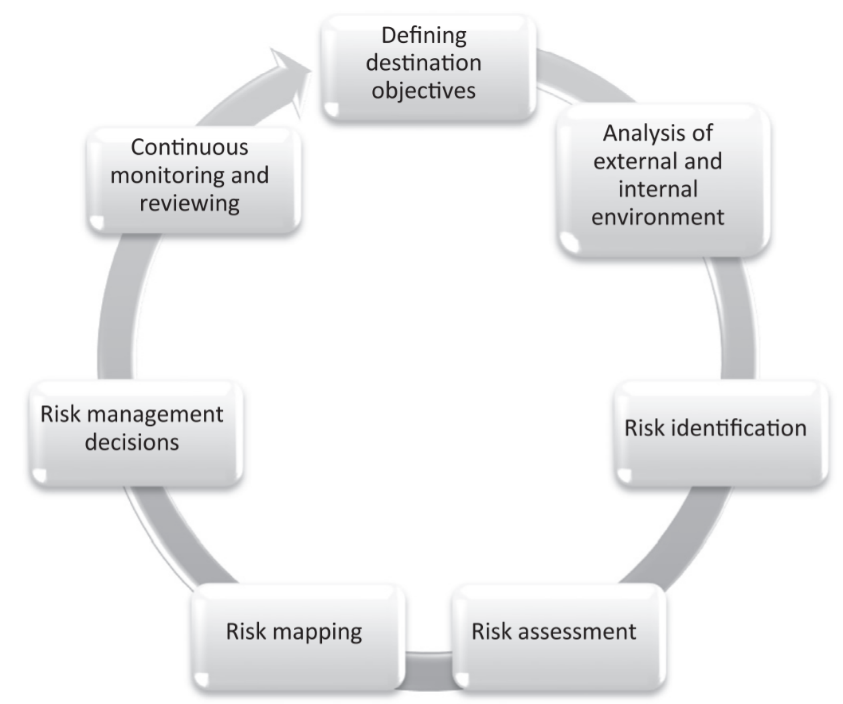 Defining
destination
objectives
Analysis of
external and
internal
environment
Risk identification
Risk assessment
Risk mapping
Risk management
decisions
Continuous
monitoring and
reviewing